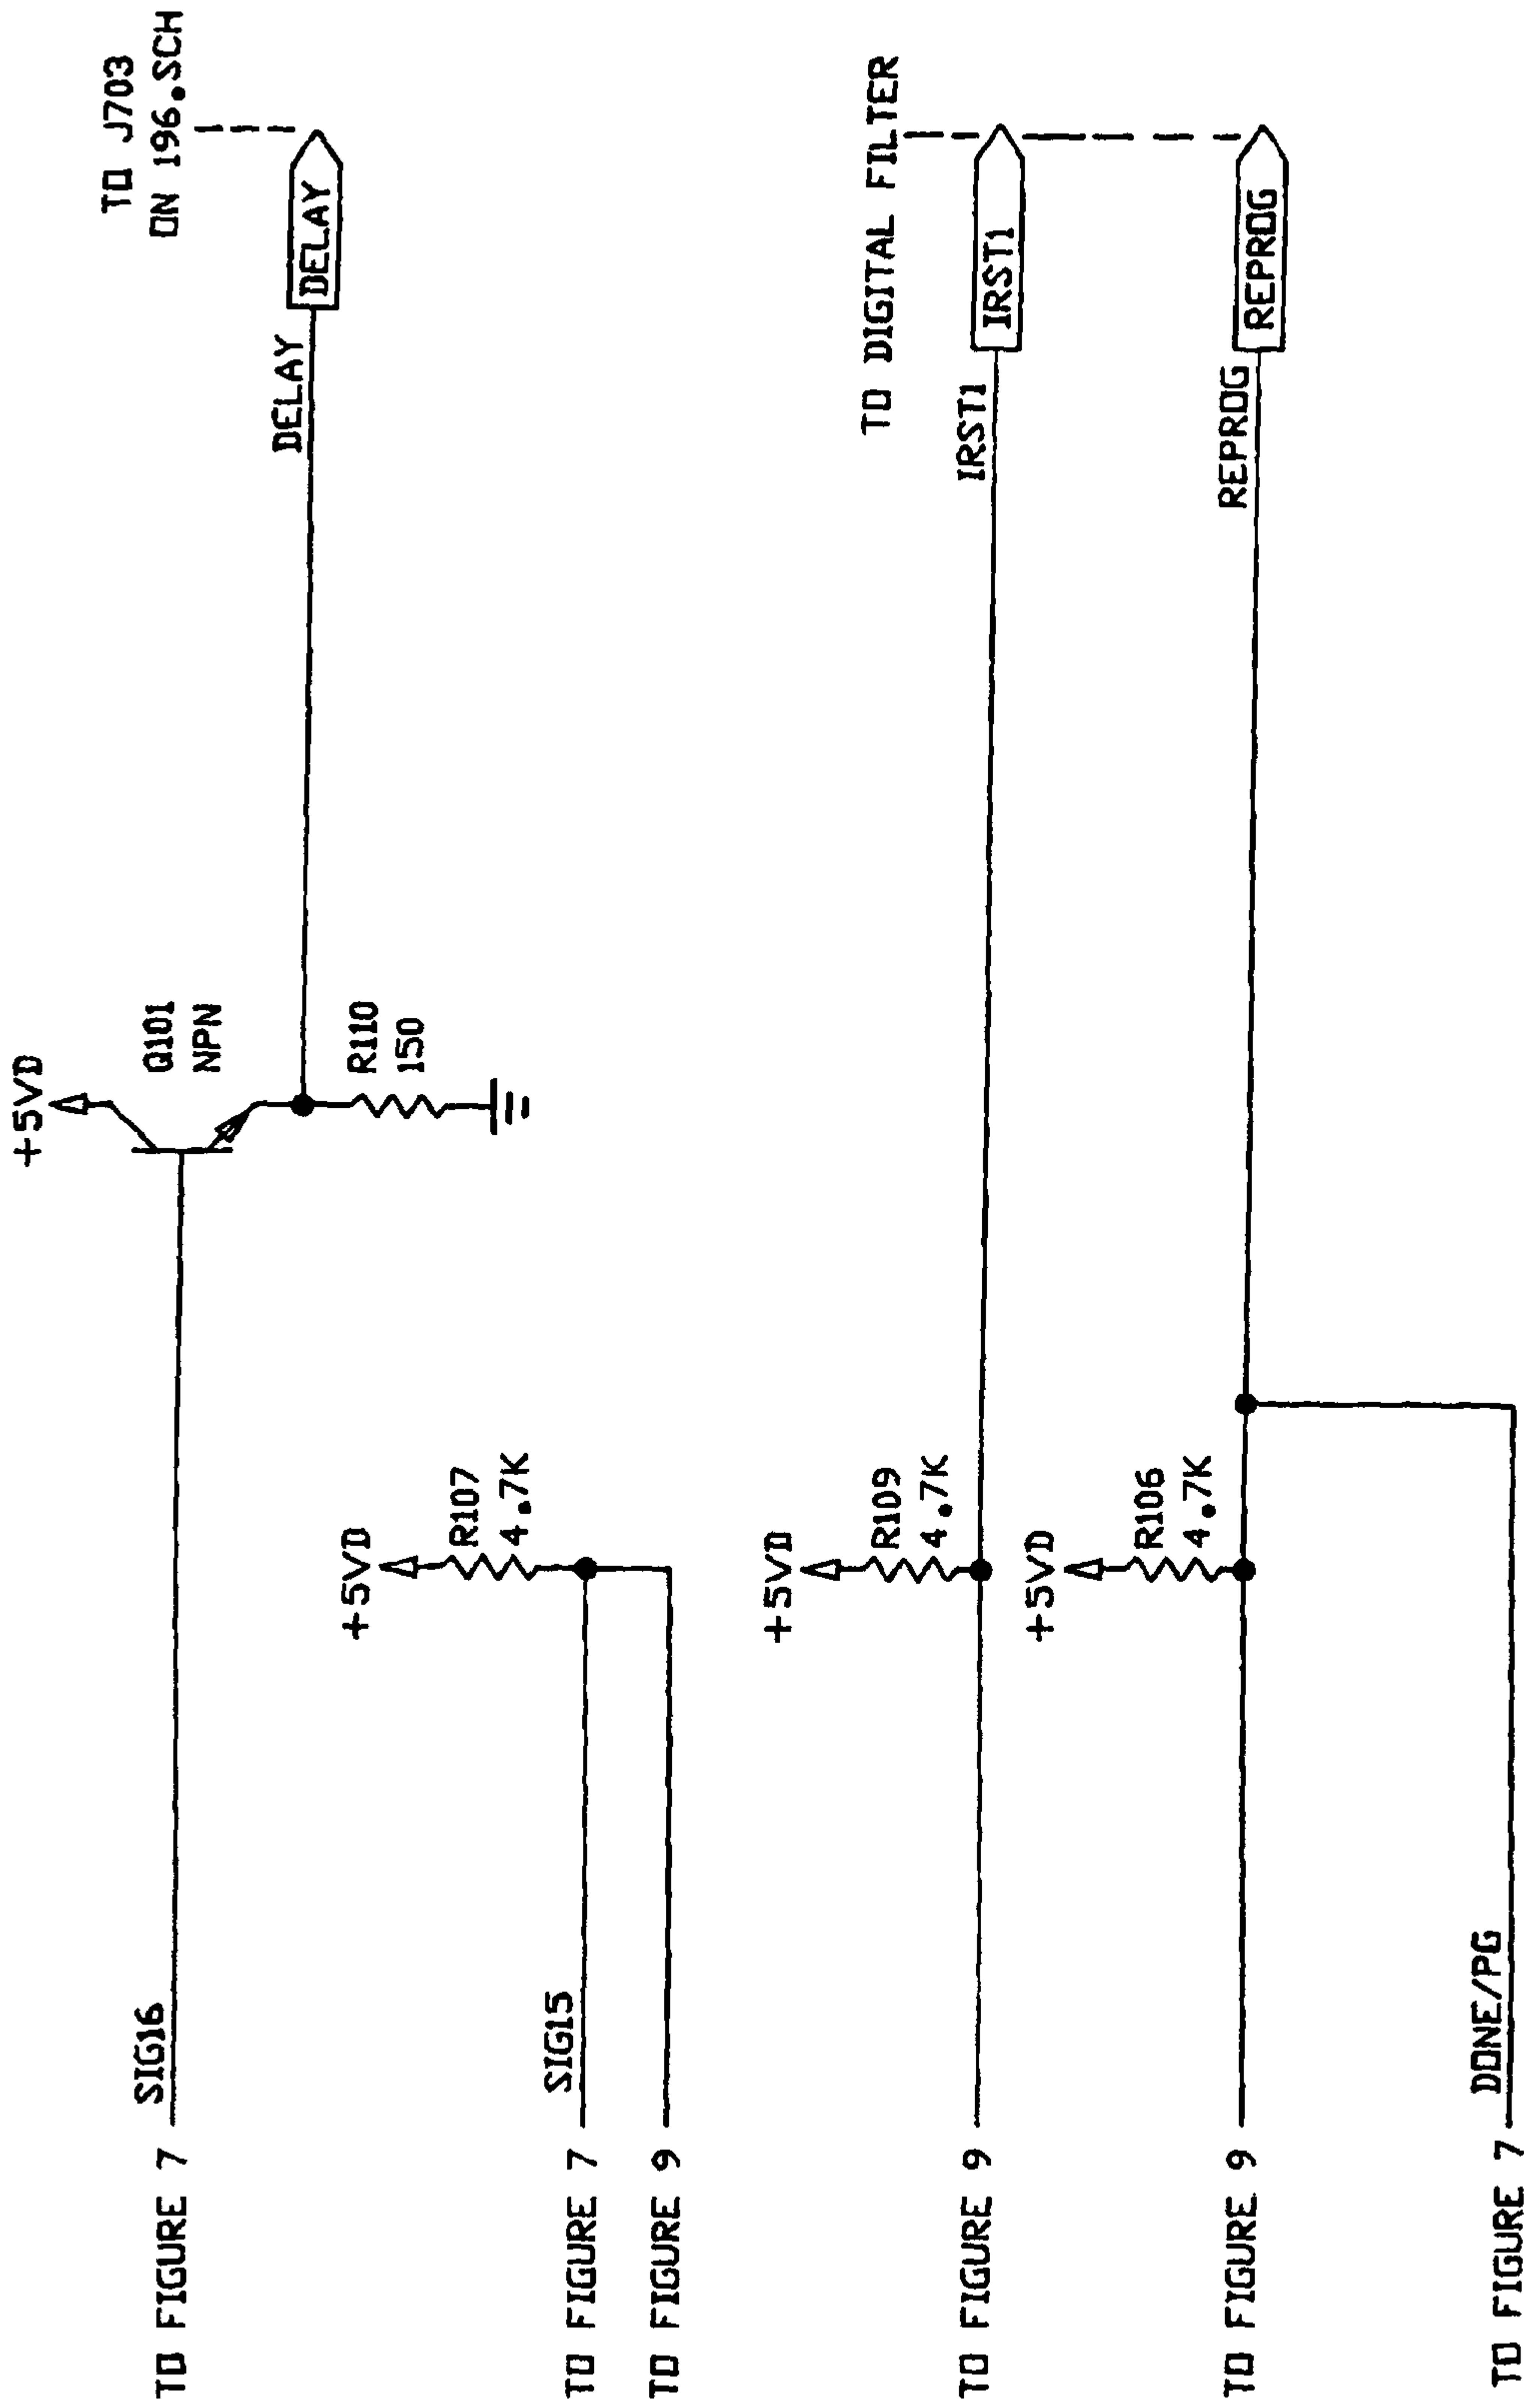 TO J703
ON 196.SCH
+5VD
Q101
NPN
SIG16
TO FIGURE 7
DELAY
DELAY
R110
150
+5VD
R107
4.7K
SIG15
TO FIGURE 7
TO FIGURE 9
TO DIGITAL FILTER
+5VD
R109
4.7K
IRST1
IRST1
TO FIGURE 9
+5VD
R106
4.7K
REPROG
REPROG
TO FIGURE 9
DONE/PG
TO FIGURE 7